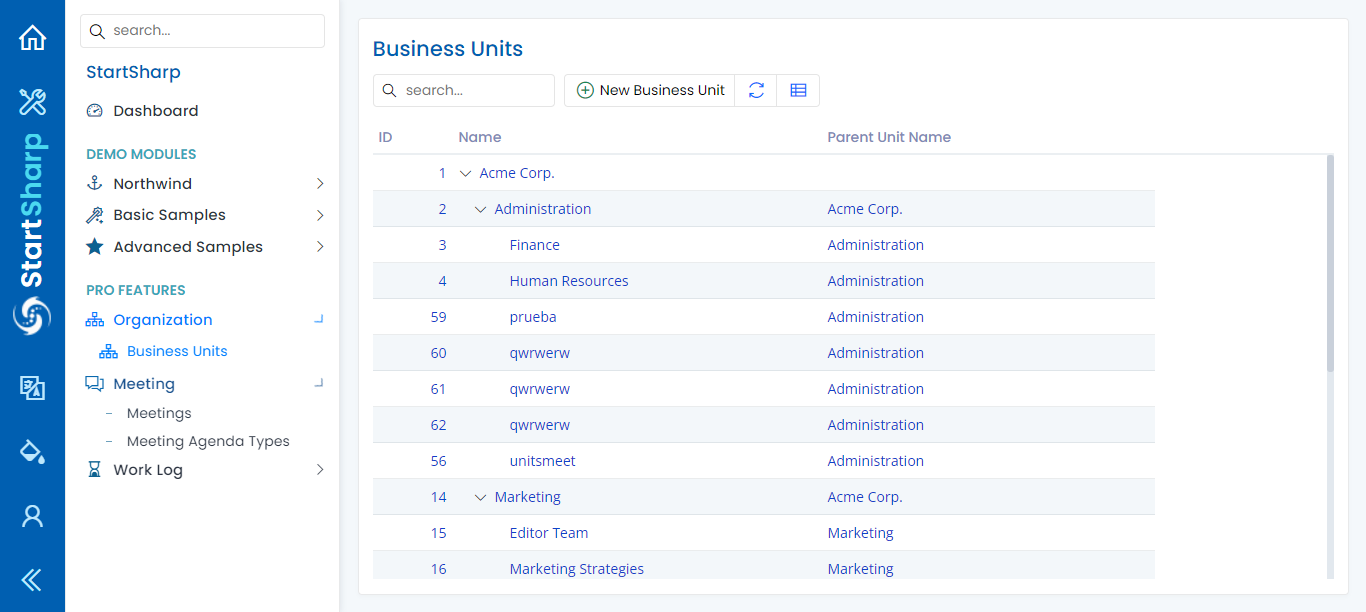 StartSharp
search...
StartSharp
Dashboard
DEMO MODULES
Northwind
Basic Samples
Advanced Samples
PRO FEATURES
Organization
Business Units
Meeting
Meetings
Meeting Agenda Types
Work Log
Business Units
search... New Business Unit
ID Name Parent Unit Name
1 Acme Corp.
2 Administration Acme Corp.
3 Finance Administration
4 Human Resources Administration
59 prueba Administration
60 qwrwerw Administration
61 qwrwerw Administration
62 qwrwerw Administration
56 unitsmeet Administration
14 Marketing Acme Corp.
15 Editor Team Marketing
16 Marketing Strategies Marketing